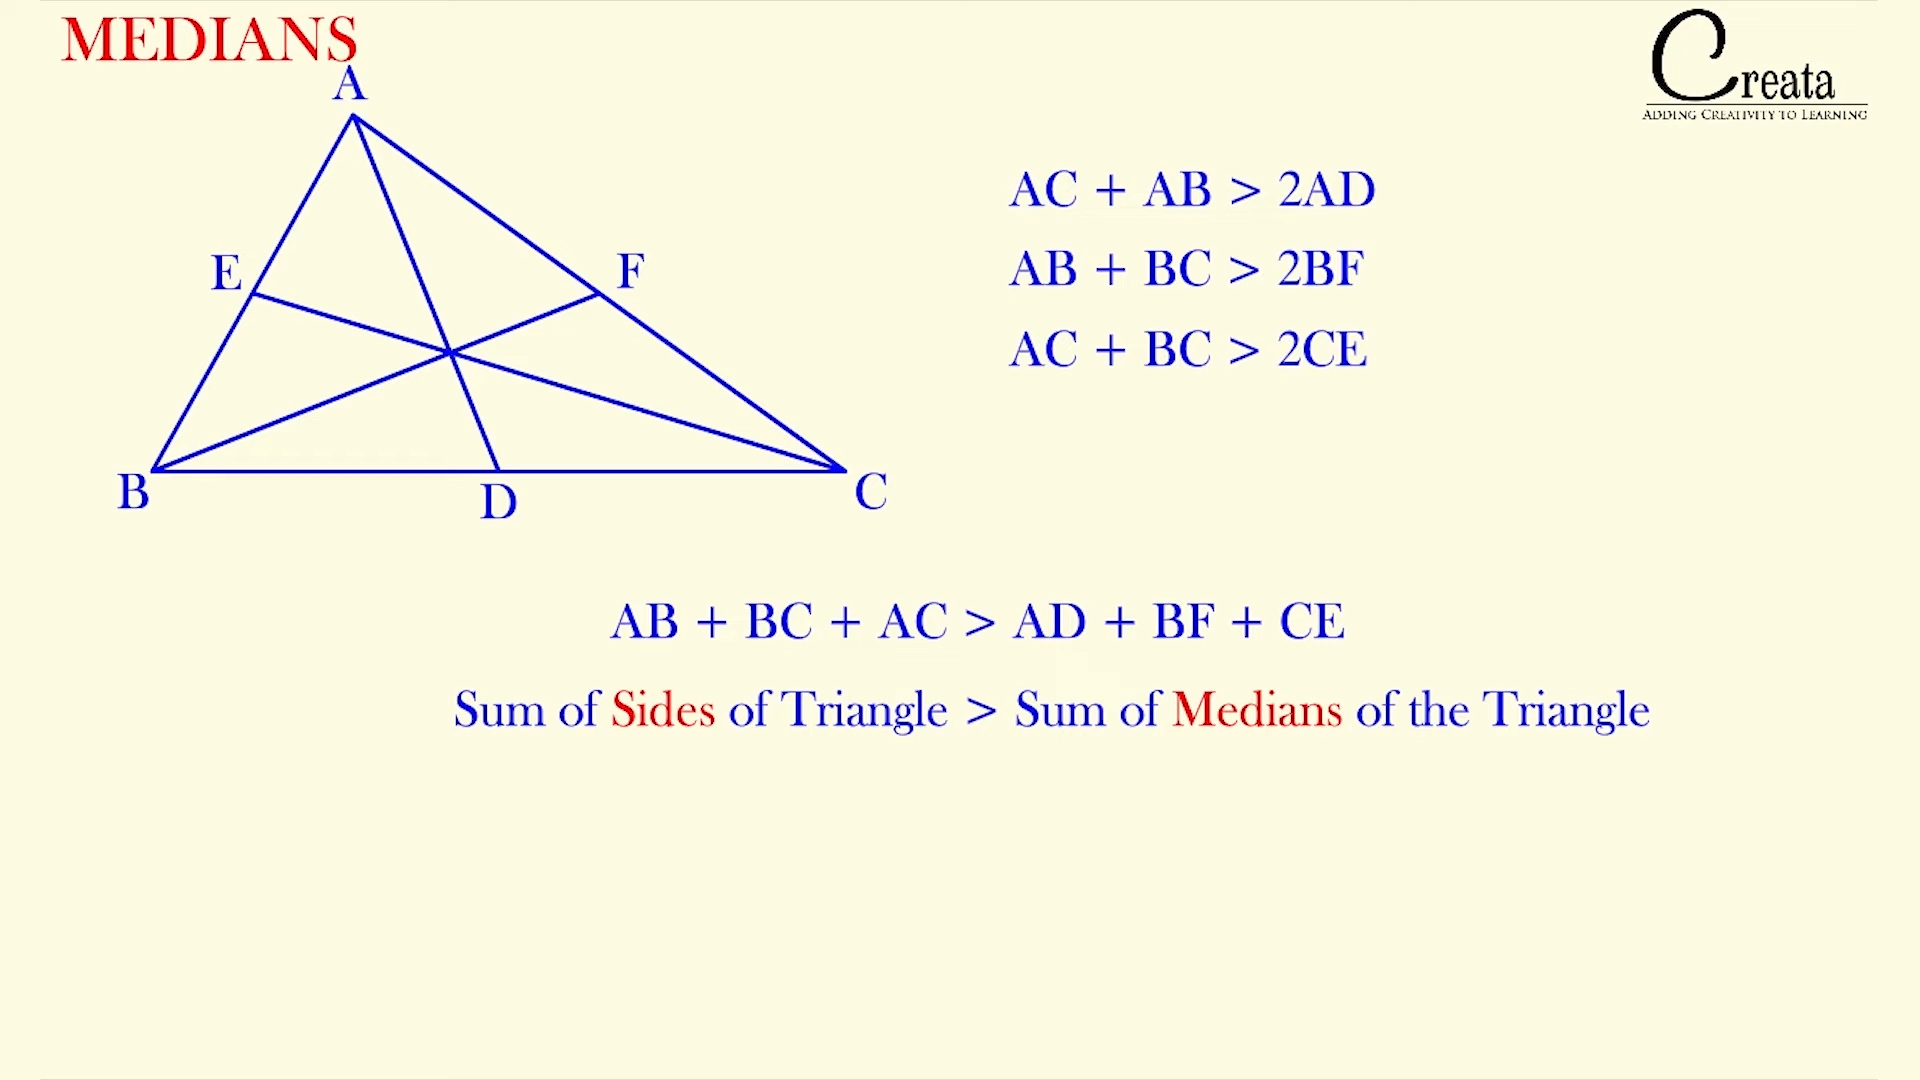 MEDIANS
Creata
ADDING CREATIVITY TO LEARNING
A
E
F
B
D
C
AC + AB > 2AD
AB + BC > 2BF
AC + BC > 2CE
AB + BC + AC > AD + BF + CE
Sum of Sides of Triangle > Sum of Medians of the Triangle